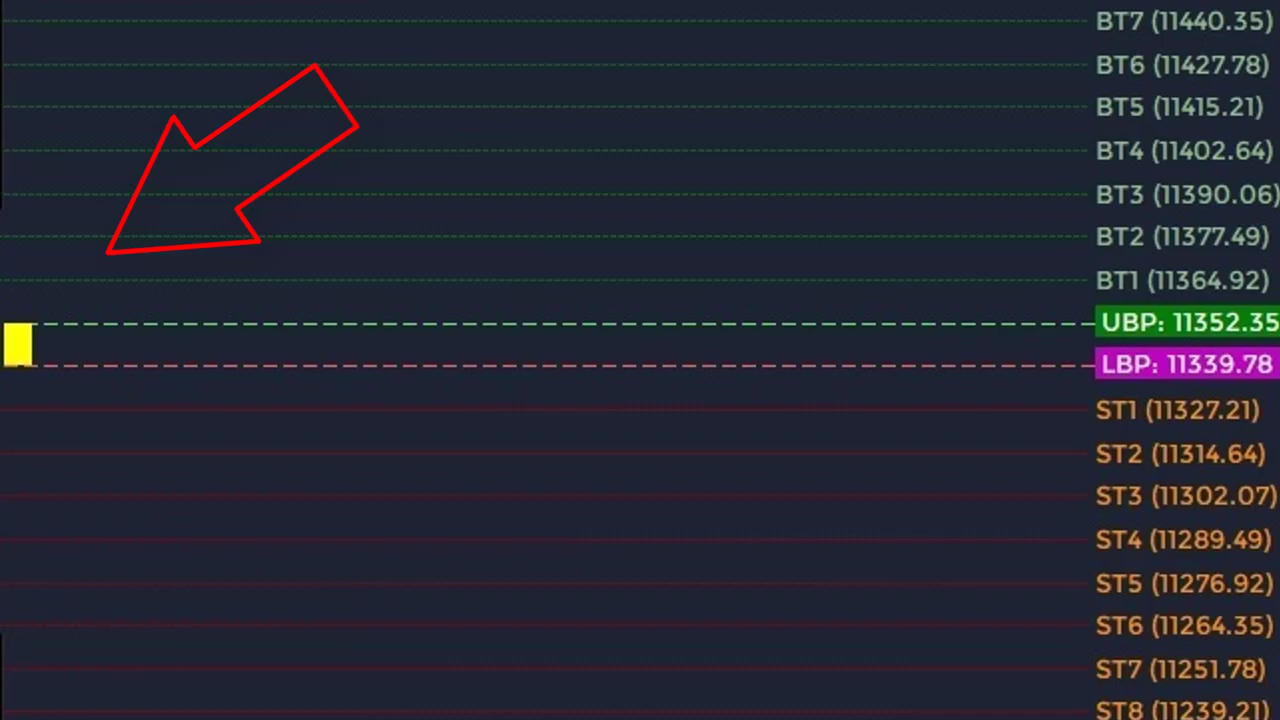 BT7 (11440.35)
BT6 (11427.78)
BT5 (11415.21)
BT4 (11402.64)
BT3 (11390.06)
BT2 (11377.49)
BT1 (11364.92)
UBP: 11352.35
LBP: 11339.78
ST1 (11327.21)
ST2 (11314.64)
ST3 (11302.07)
ST4 (11289.49)
ST5 (11276.92)
ST6 (11264.35)
ST7 (11251.78)
ST8 (11239.21)